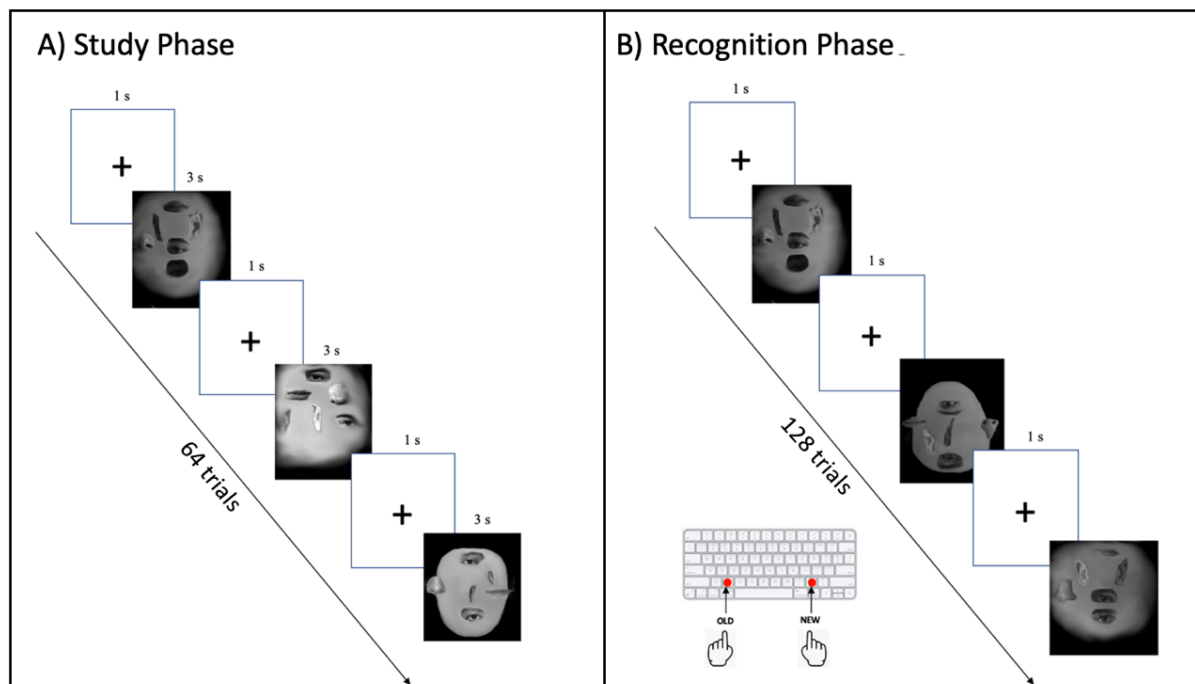 A) Study Phase
1 s
3 s
1 s
3 s
1 s
3 s
64 trials
B) Recognition Phase
1 s
1 s
1 s
128 trials
OLD
NEW